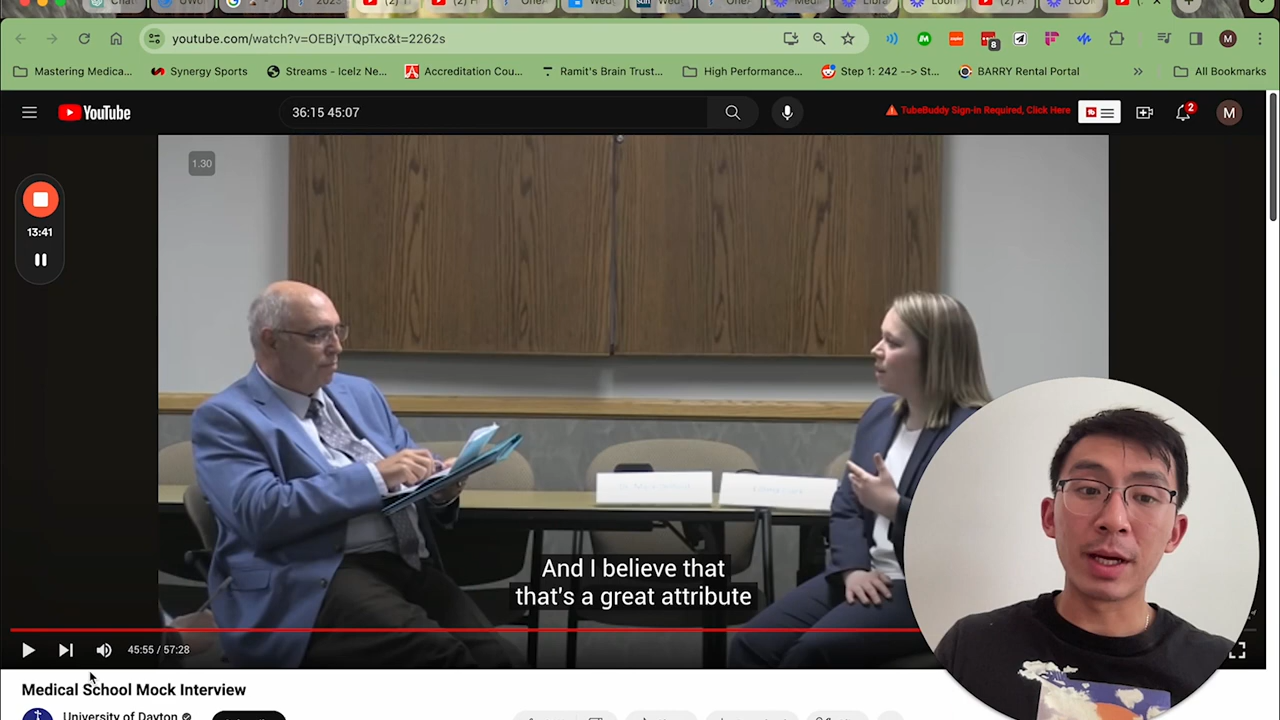 youtube.com/watch?v=OEBjVTQpTxc&t=2262s
8
M
Mastering Medica...
Synergy Sports
Streams - Icelz Ne...
Accreditation Cou...
Ramit's Brain Trust...
High Performance...
Step 1: 242 --> St...
BARRY Rental Portal
All Bookmarks
YouTube
36:15 45:07
TubeBuddy Sign-in Required, Click Here
2
M
1.30
13:41
And I believe that
that's a great attribute
45:55 / 57:28
Medical School Mock Interview
University of Dayton